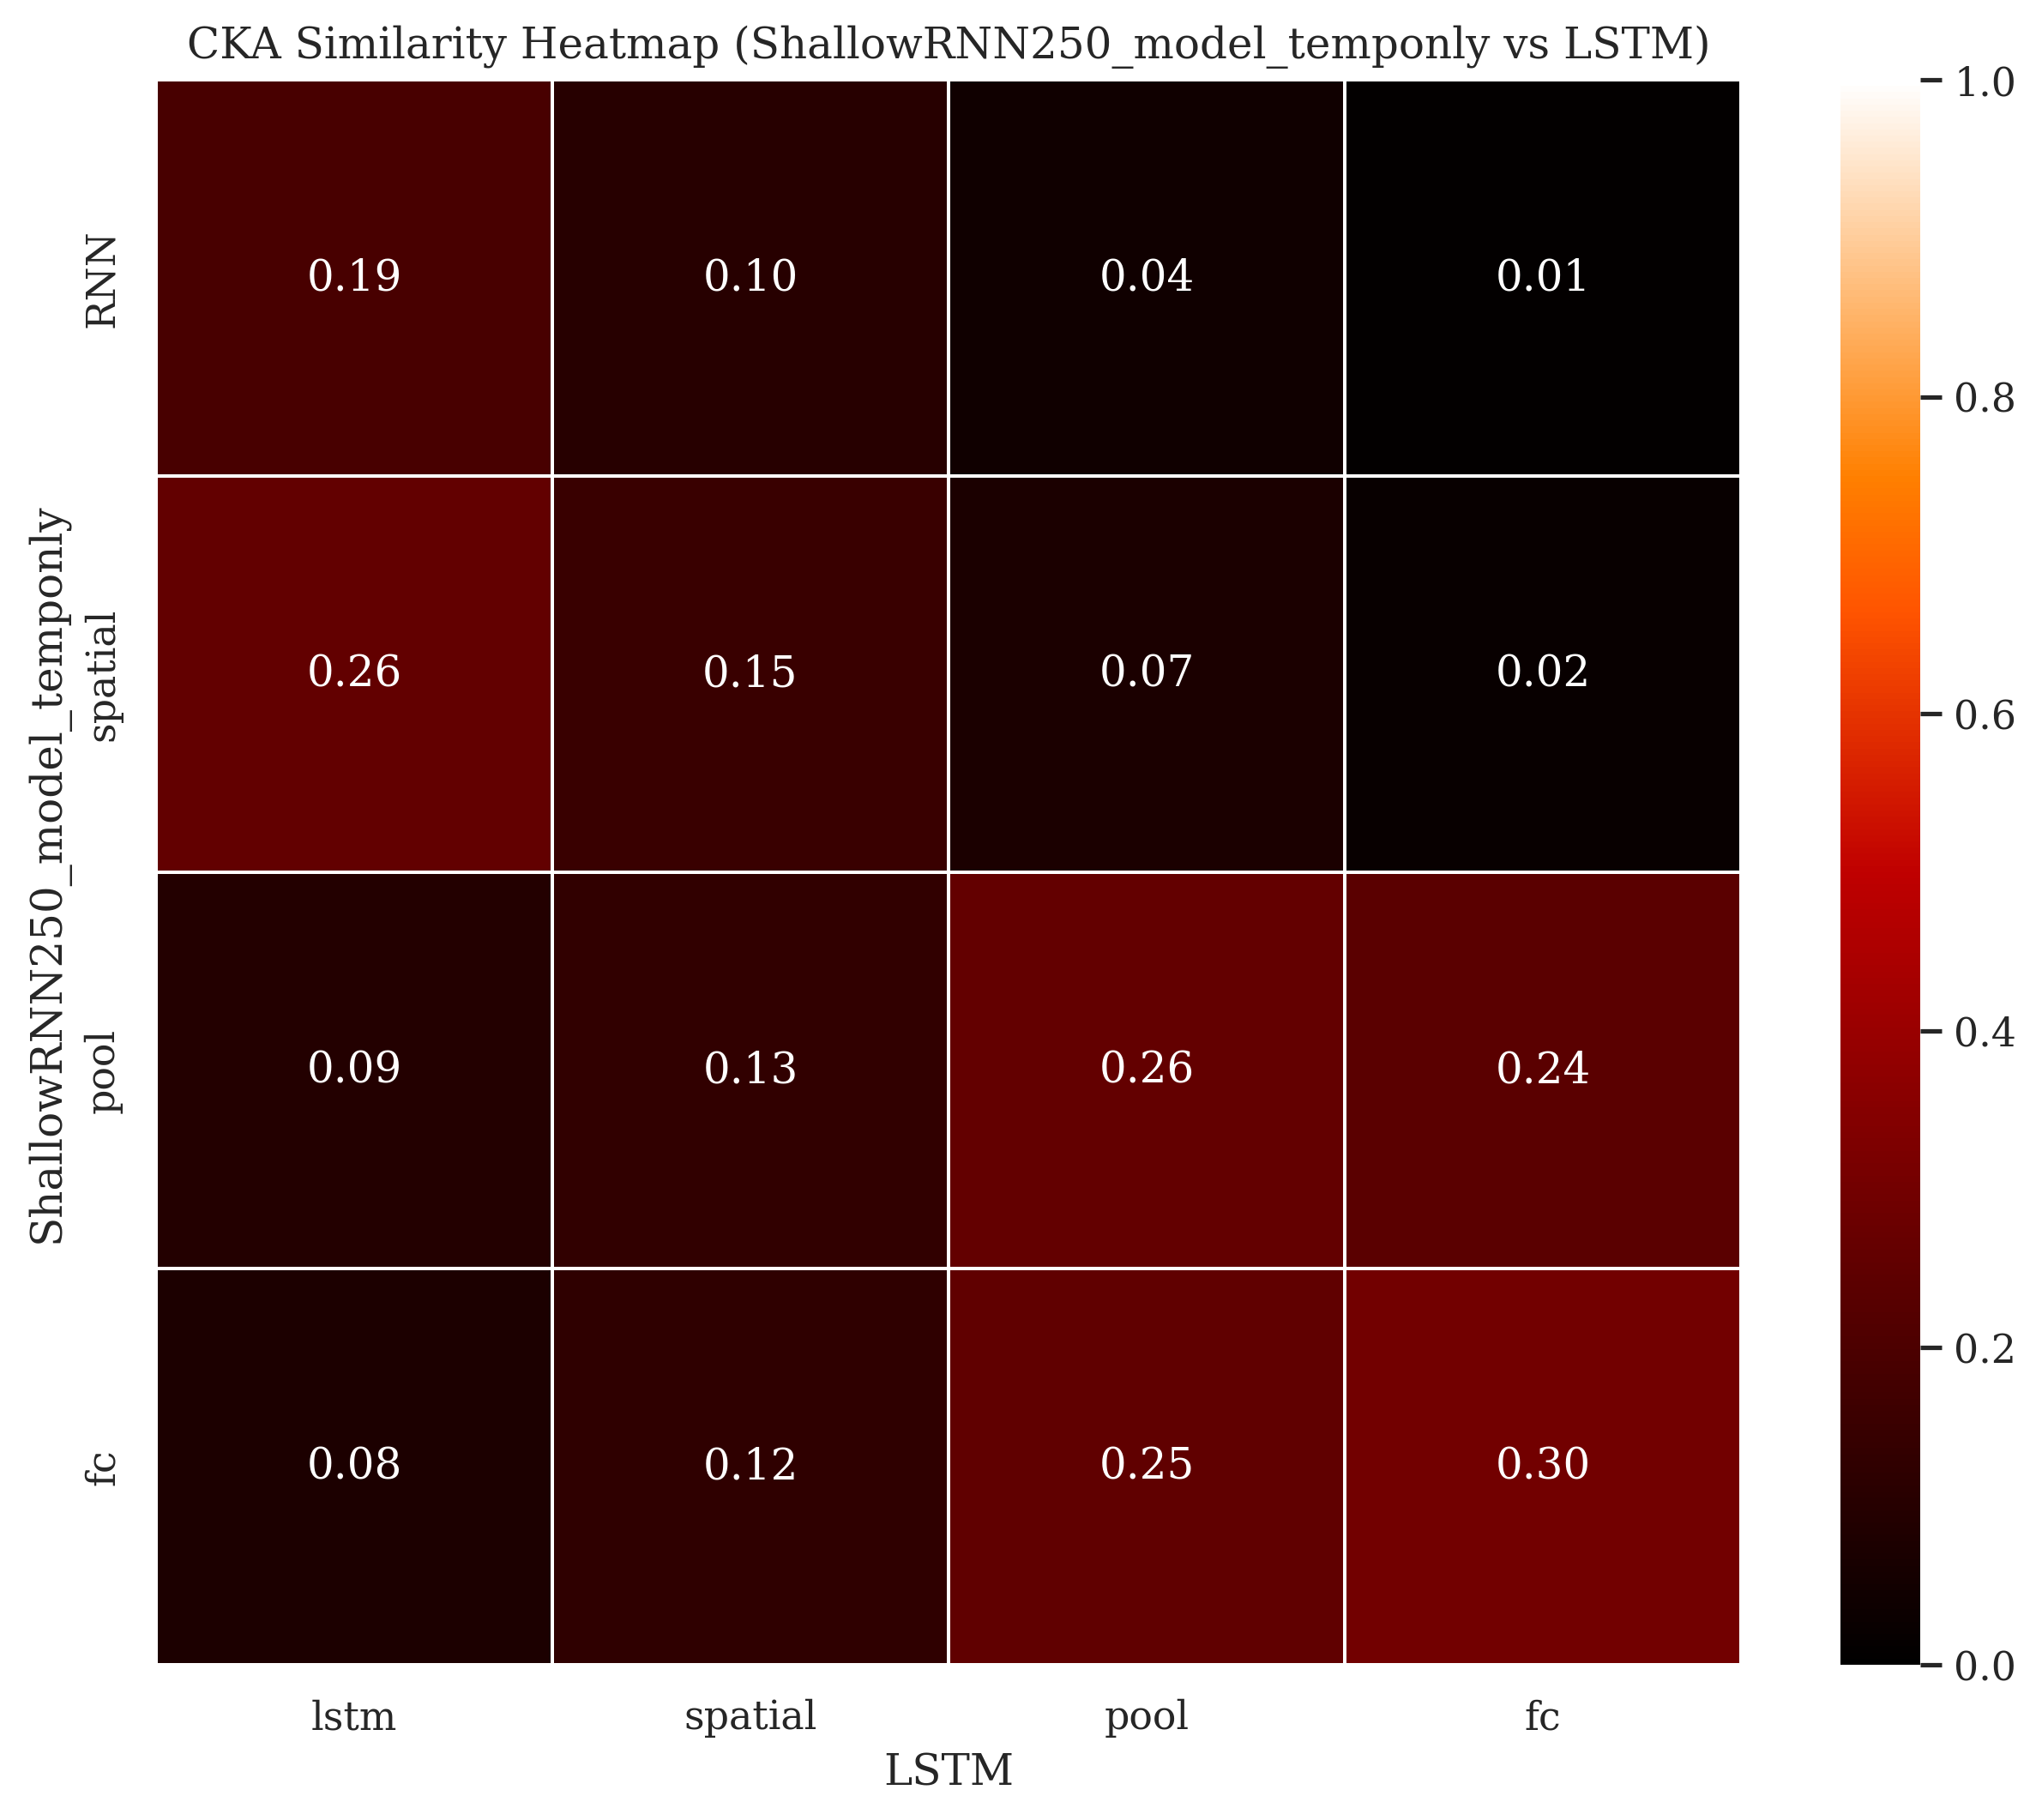 CKA Similarity Heatmap (ShallowRNN250_model_temponly vs LSTM)
ShallowRNN250_model_temponly
RNN
0.19 0.10 0.04 0.01
spatial
0.26 0.15 0.07 0.02
pool
0.09 0.13 0.26 0.24
fc
0.08 0.12 0.25 0.30
lstm spatial pool fc
LSTM
1.0
0.8
0.6
0.4
0.2
0.0